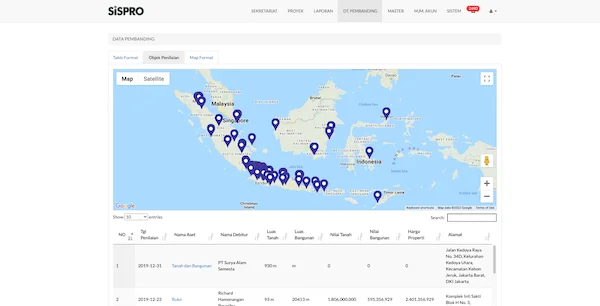 SiSPRO
SEKRETARIAT PROYEK LAPORAN DT. PEMBANDING MASTER HUM. AKUN SISTEM
DATA PEMBANDING
Table Format Objek Penilaian Map Format
Map Satellite
Malaysia
Singapore
Indonesia
Timor-Leste
Christmas Island
Palau
Google
Keyboard shortcuts Map data ©2022 Google Terms of Use
Show 10 entries Search:
NO Tgl Penilaian Nama Aset Nama Debitur Luas Tanah Luas Bangunan Nilai Tanah Nilai Bangunan Harga Properti Alamat
1 2019-12-31 Tanah dan Bangunan PT Surya Alam Semesta 930 m m 0 0 0
Jalan Kedoya Raya
No. 34D, Kelurahan
Kedoya Utara,
Kecamatan Kebon
Jeruk, Jakarta Barat,
DKI Jakarta
2 2019-12-23 Ruko Richard Hamonangan 93 m 204.13 m 1.806.000.000 595.356.929 2.401.356.929
Komplek Inti Sakti
Blok H No. 3,